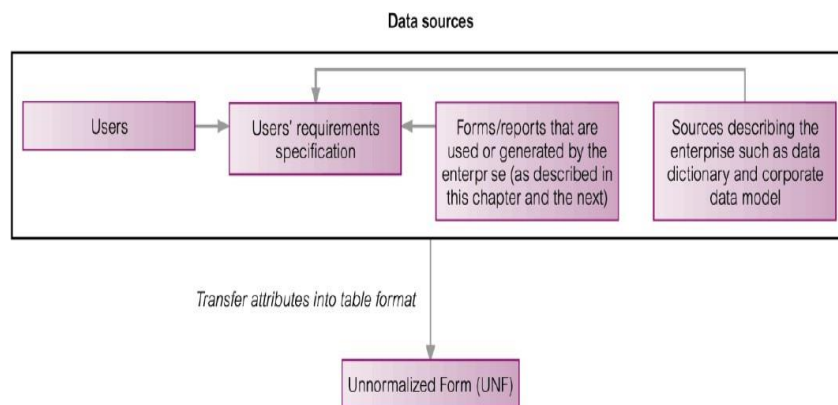 Data sources
Users
Users' requirements
specification
Forms/reports that are
used or generated by the
enterpr se (as described in
this chapter and the next)
Sources describing the
enterprise such as data
dictionary and corporate
data model
Transfer attributes into table format
Unnormalized Form (UNF)